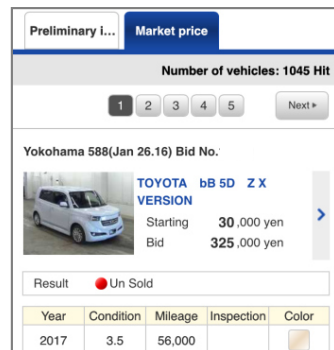 Preliminary i...
Market price
Number of vehicles: 1045 Hit
1 2 3 4 5 Next
Yokohama 588(Jan 26.16) Bid No.
TOYOTA bB 5D Z X
VERSION
Starting 30 ,000 yen
Bid 325 ,000 yen
Result Un Sold
Year Condition Mileage Inspection Color
2017 3.5 56,000